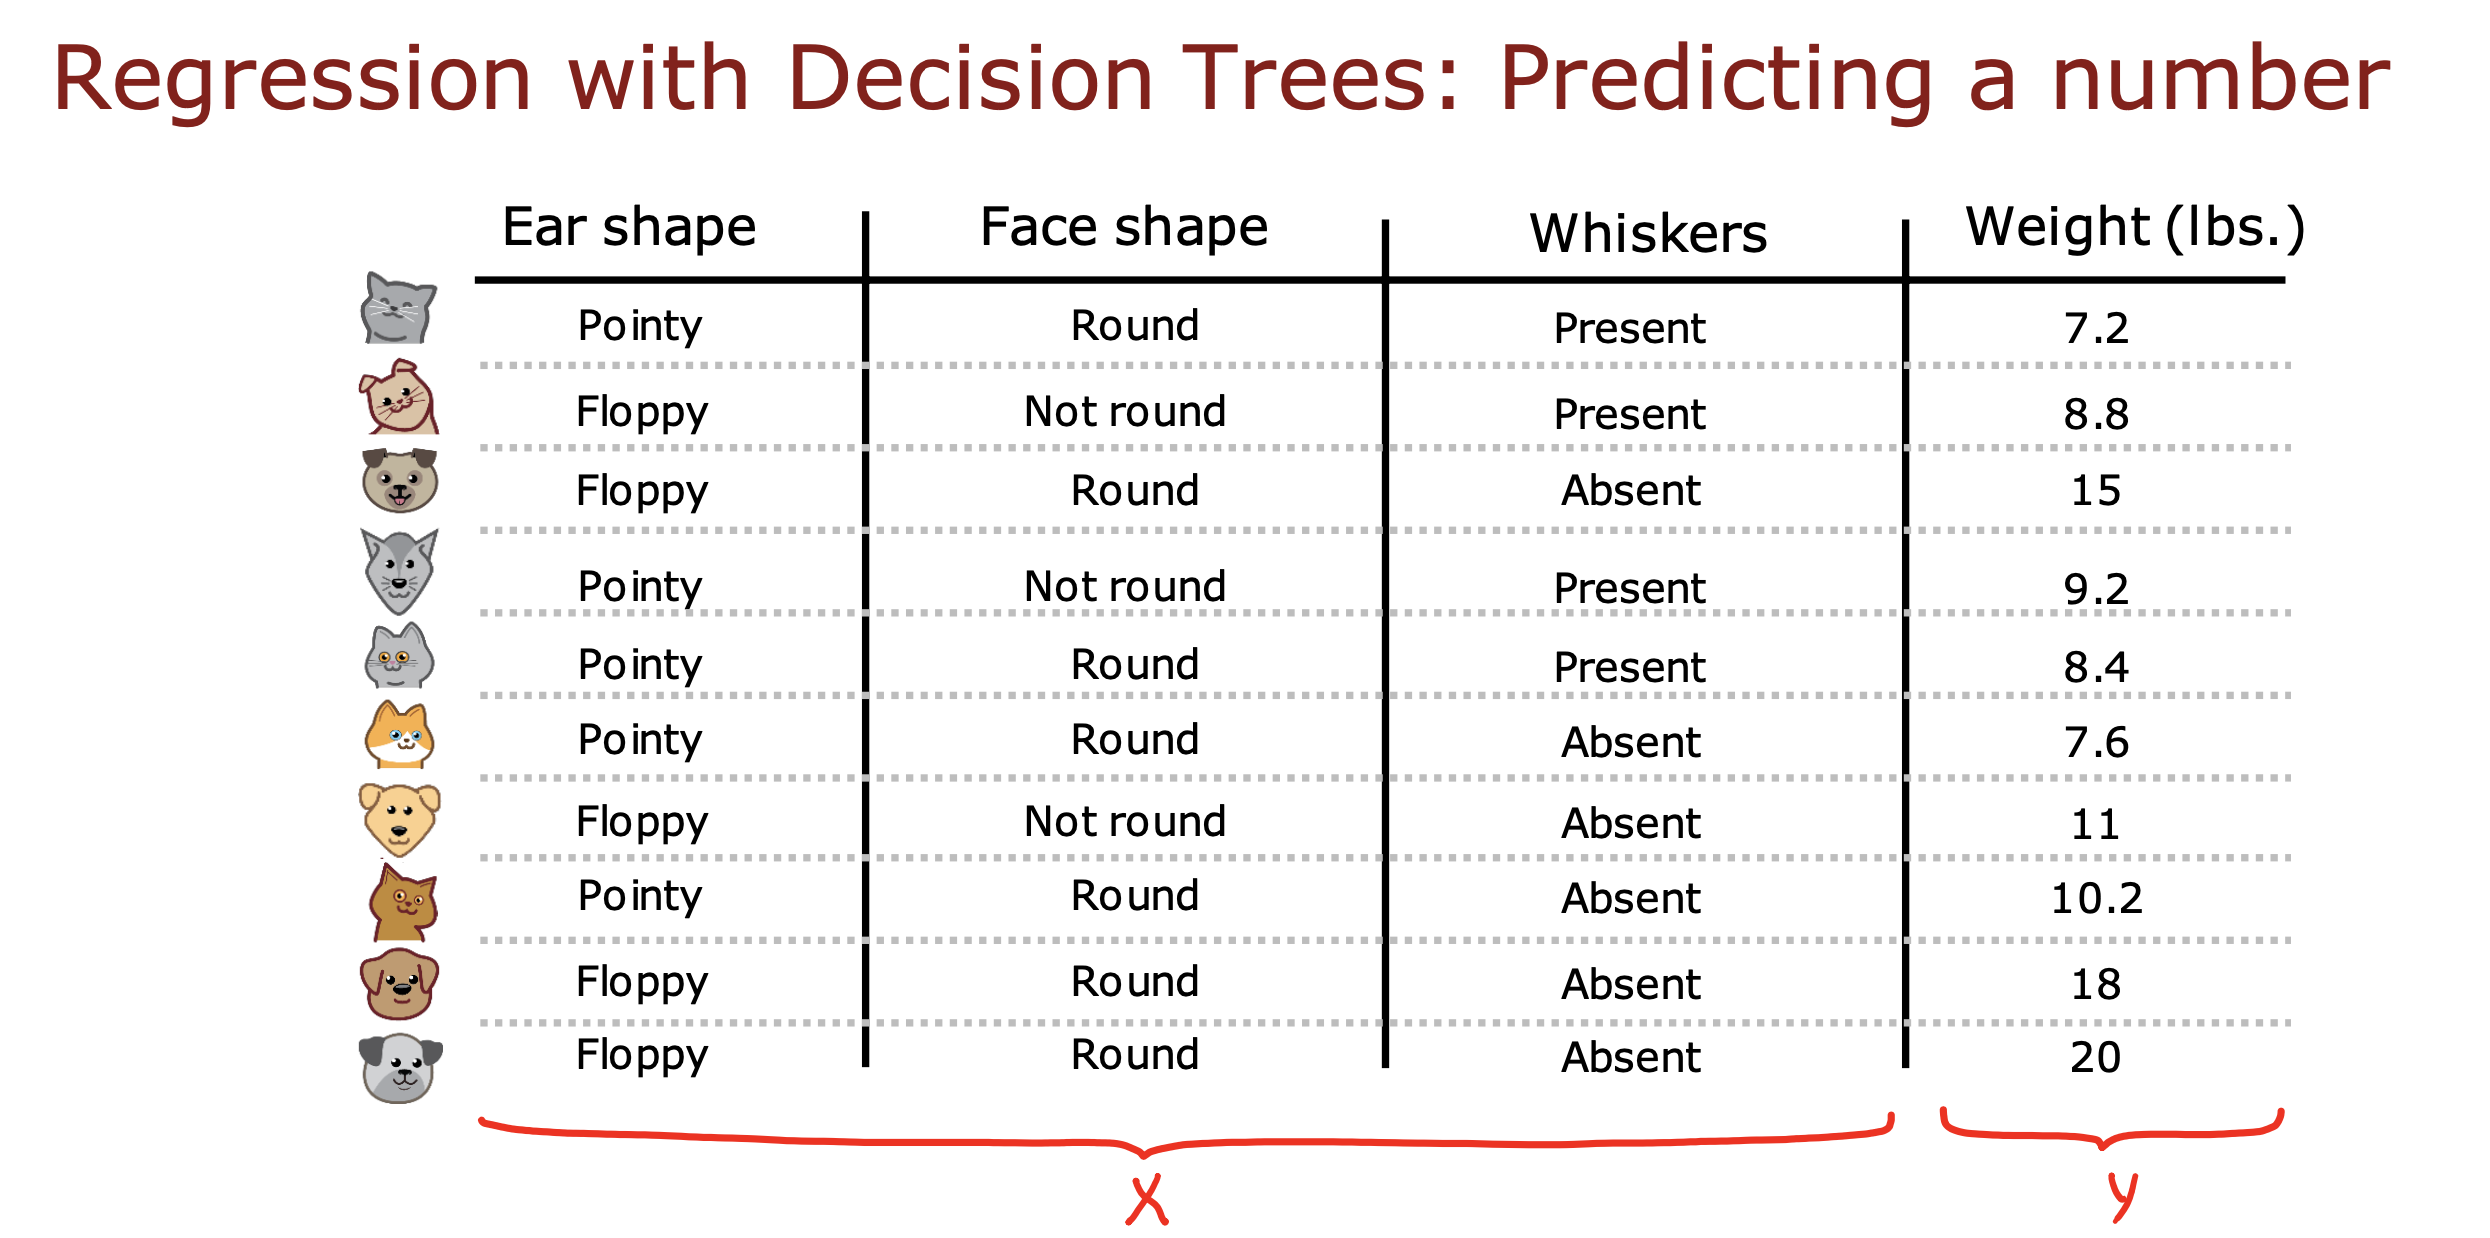 Regression with Decision Trees: Predicting a number
Ear shape Face shape Whiskers Weight (lbs.)
Pointy Round Present 7.2
Floppy Not round Present 8.8
Floppy Round Absent 15
Pointy Not round Present 9.2
Pointy Round Present 8.4
Pointy Round Absent 7.6
Floppy Not round Absent 11
Pointy Round Absent 10.2
Floppy Round Absent 18
Floppy Round Absent 20
X y